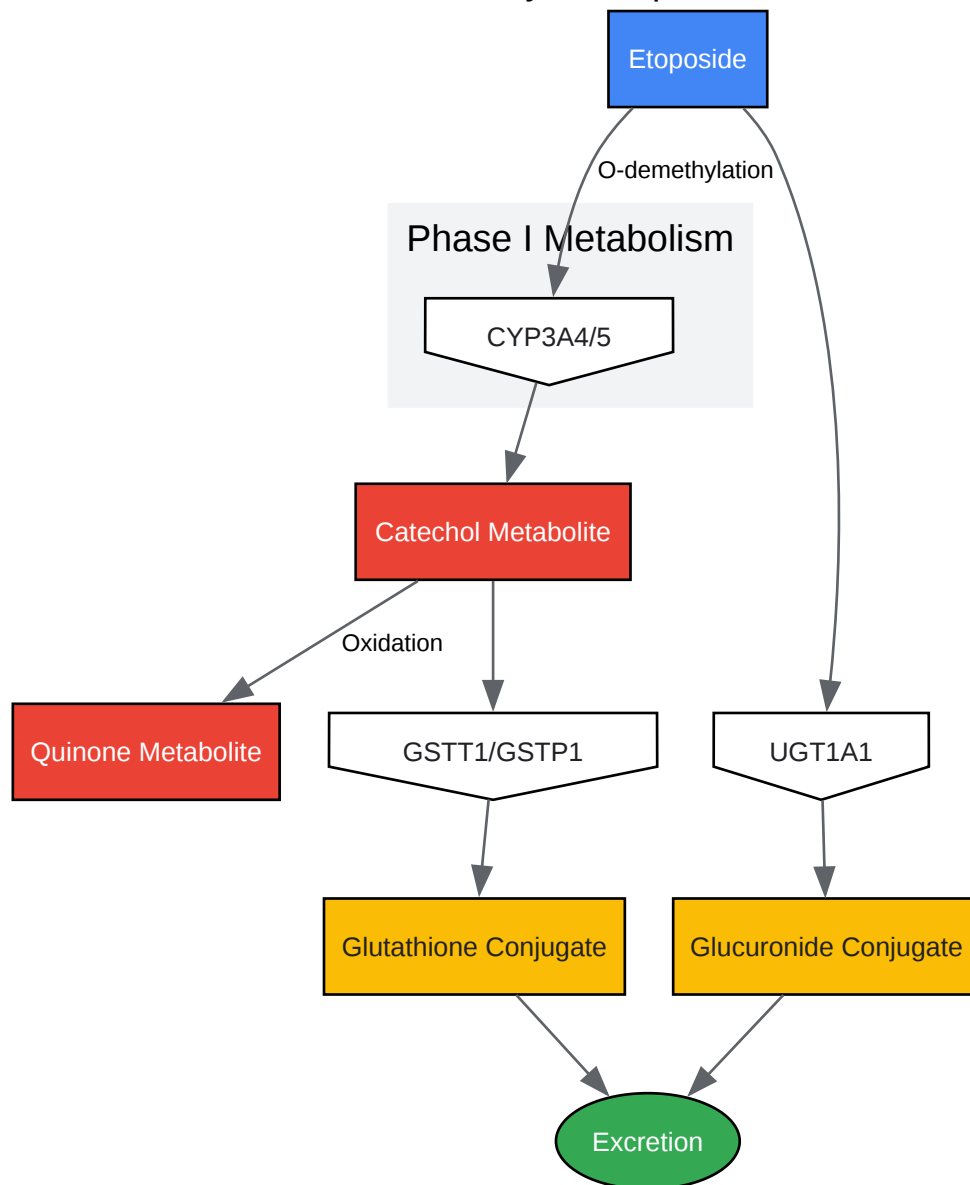 Etoposide
O-demethylation
Phase I Metabolism
CYP3A4/5
Catechol Metabolite
Oxidation
Quinone Metabolite
GSTT1/GSTP1
UGT1A1
Glutathione Conjugate
Glucuronide Conjugate
Excretion